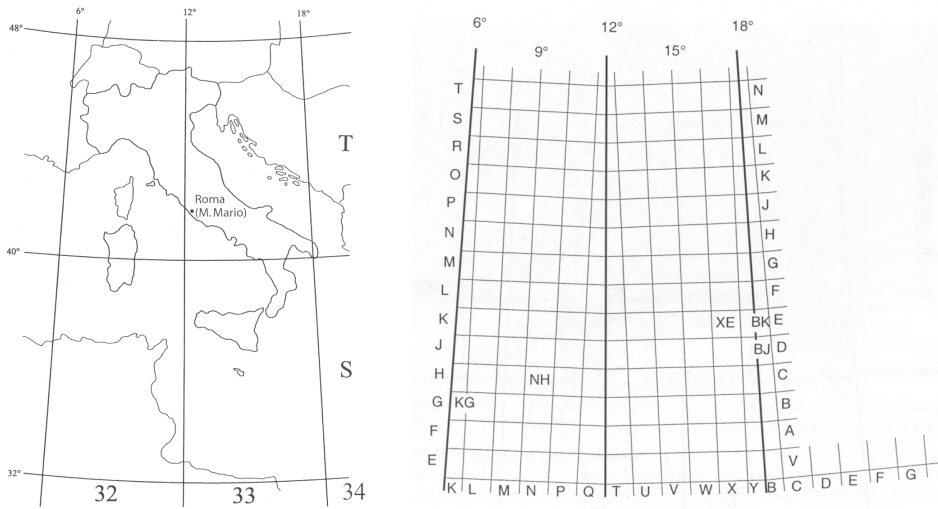 6°
12°
18°
48°
T
Roma
(M. Mario)
40°
S
32°
32
33
34
6°
12°
18°
9°
15°
T
N
S
M
R
L
O
K
P
J
N
H
M
G
L
F
K
XE
BK
E
J
BJ
D
H
NH
C
G
KG
B
F
A
E
V
K L M N P Q T U V W X Y B C D E F G